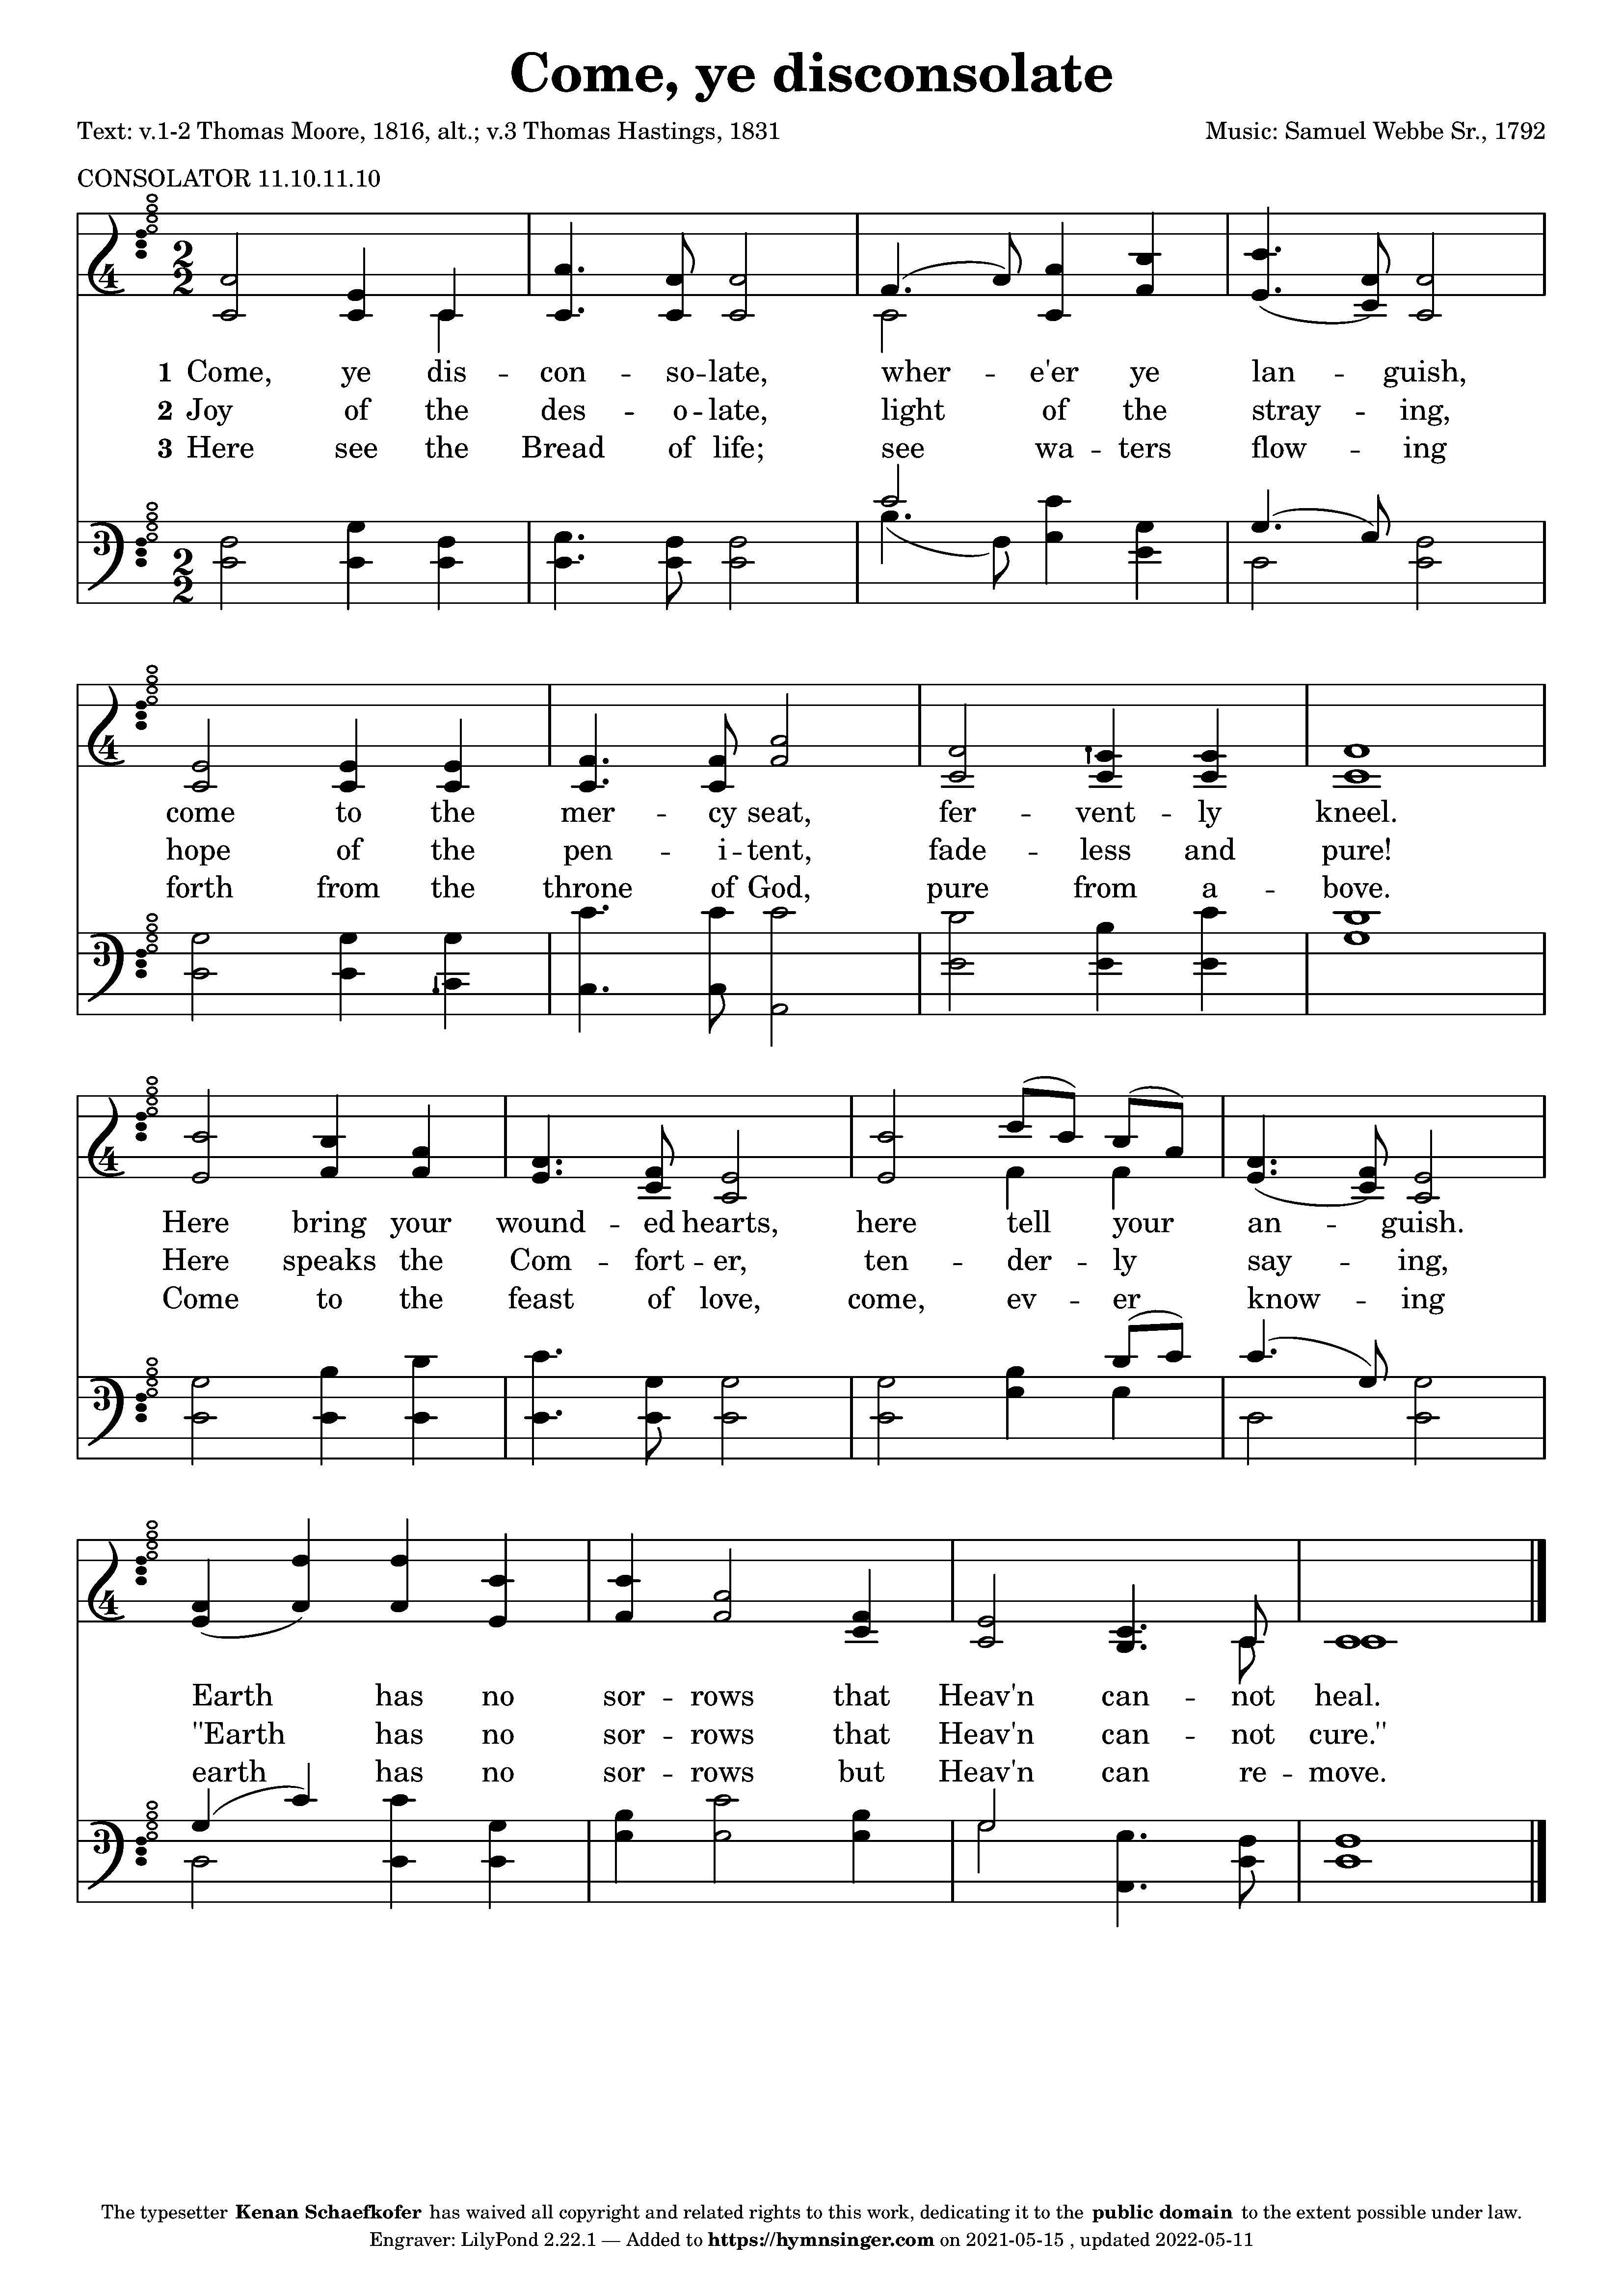 Come, ye disconsolate
Text: v.1-2 Thomas Moore, 1816, alt.; v.3 Thomas Hastings, 1831
Music: Samuel Webbe Sr., 1792
CONSOLATOR 11.10.11.10
1 Come, ye dis - con - so - late, wher - e'er ye lan - guish,
2 Joy of the des - o - late, light of the stray - ing,
3 Here see the Bread of life; see wa - ters flow - ing
come to the mer - cy seat, fer - vent - ly kneel.
hope of the pen - i - tent, fade - less and pure!
forth from the throne of God, pure from a - bove.
Here bring your wound - ed hearts, here tell your an - guish.
Here speaks the Com - fort - er, ten - der - ly say - ing,
Come to the feast of love, come, ev - er know - ing
Earth has no sor - rows that Heav'n can - not heal.
"Earth has no sor - rows that Heav'n can - not cure."
earth has no sor - rows but Heav'n can re - move.
The typesetter Kenan Schaefkofer has waived all copyright and related rights to this work, dedicating it to the public domain to the extent possible under law.
Engraver: LilyPond 2.22.1 — Added to https://hymnsinger.com on 2021-05-15 , updated 2022-05-11